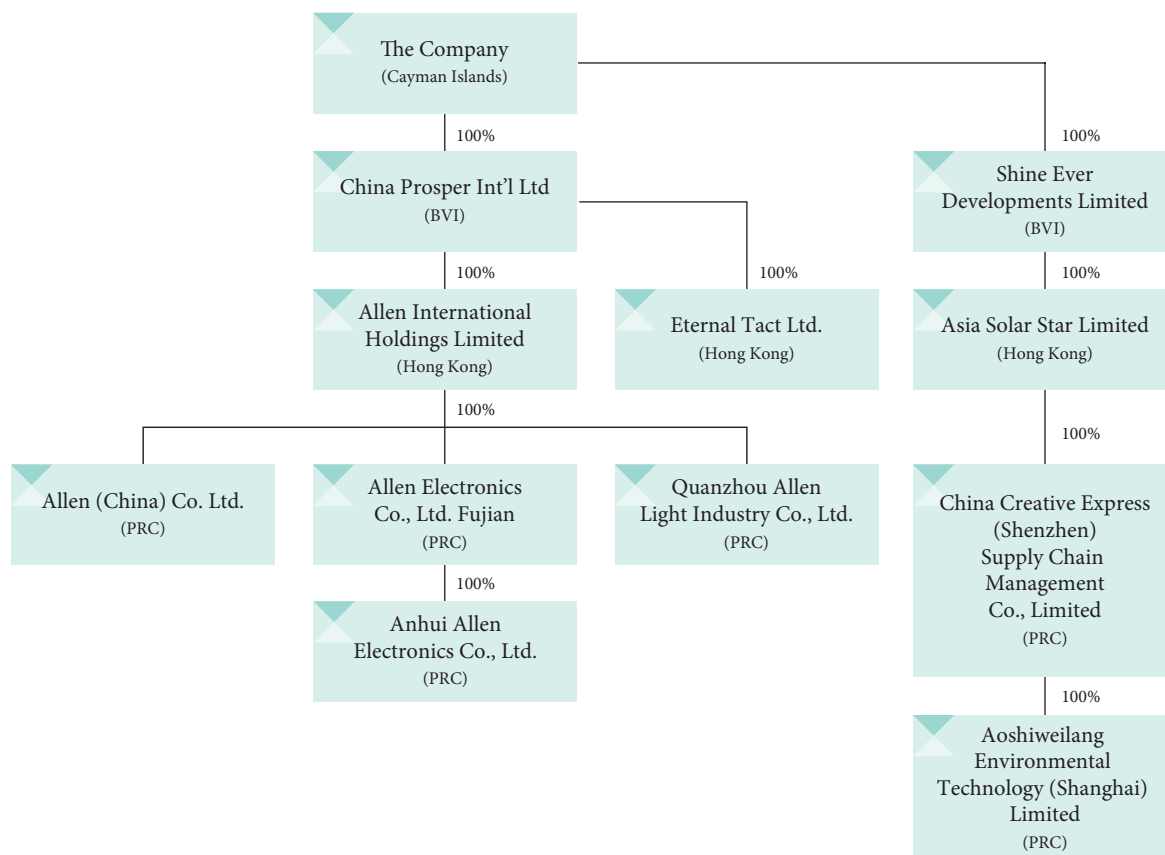 The Company
(Cayman Islands)
100%
100%
China Prosper Int’l Ltd
(BVI)
Shine Ever
Developments Limited
(BVI)
100%
100%
100%
Allen International
Holdings Limited
(Hong Kong)
Eternal Tact Ltd.
(Hong Kong)
Asia Solar Star Limited
(Hong Kong)
100%
100%
Allen (China) Co. Ltd.
(PRC)
Allen Electronics
Co., Ltd. Fujian
(PRC)
Quanzhou Allen
Light Industry Co., Ltd.
(PRC)
China Creative Express
(Shenzhen)
Supply Chain
Management
Co., Limited
(PRC)
100%
Anhui Allen
Electronics Co., Ltd.
(PRC)
100%
Aoshiweilang
Environmental
Technology (Shanghai)
Limited
(PRC)